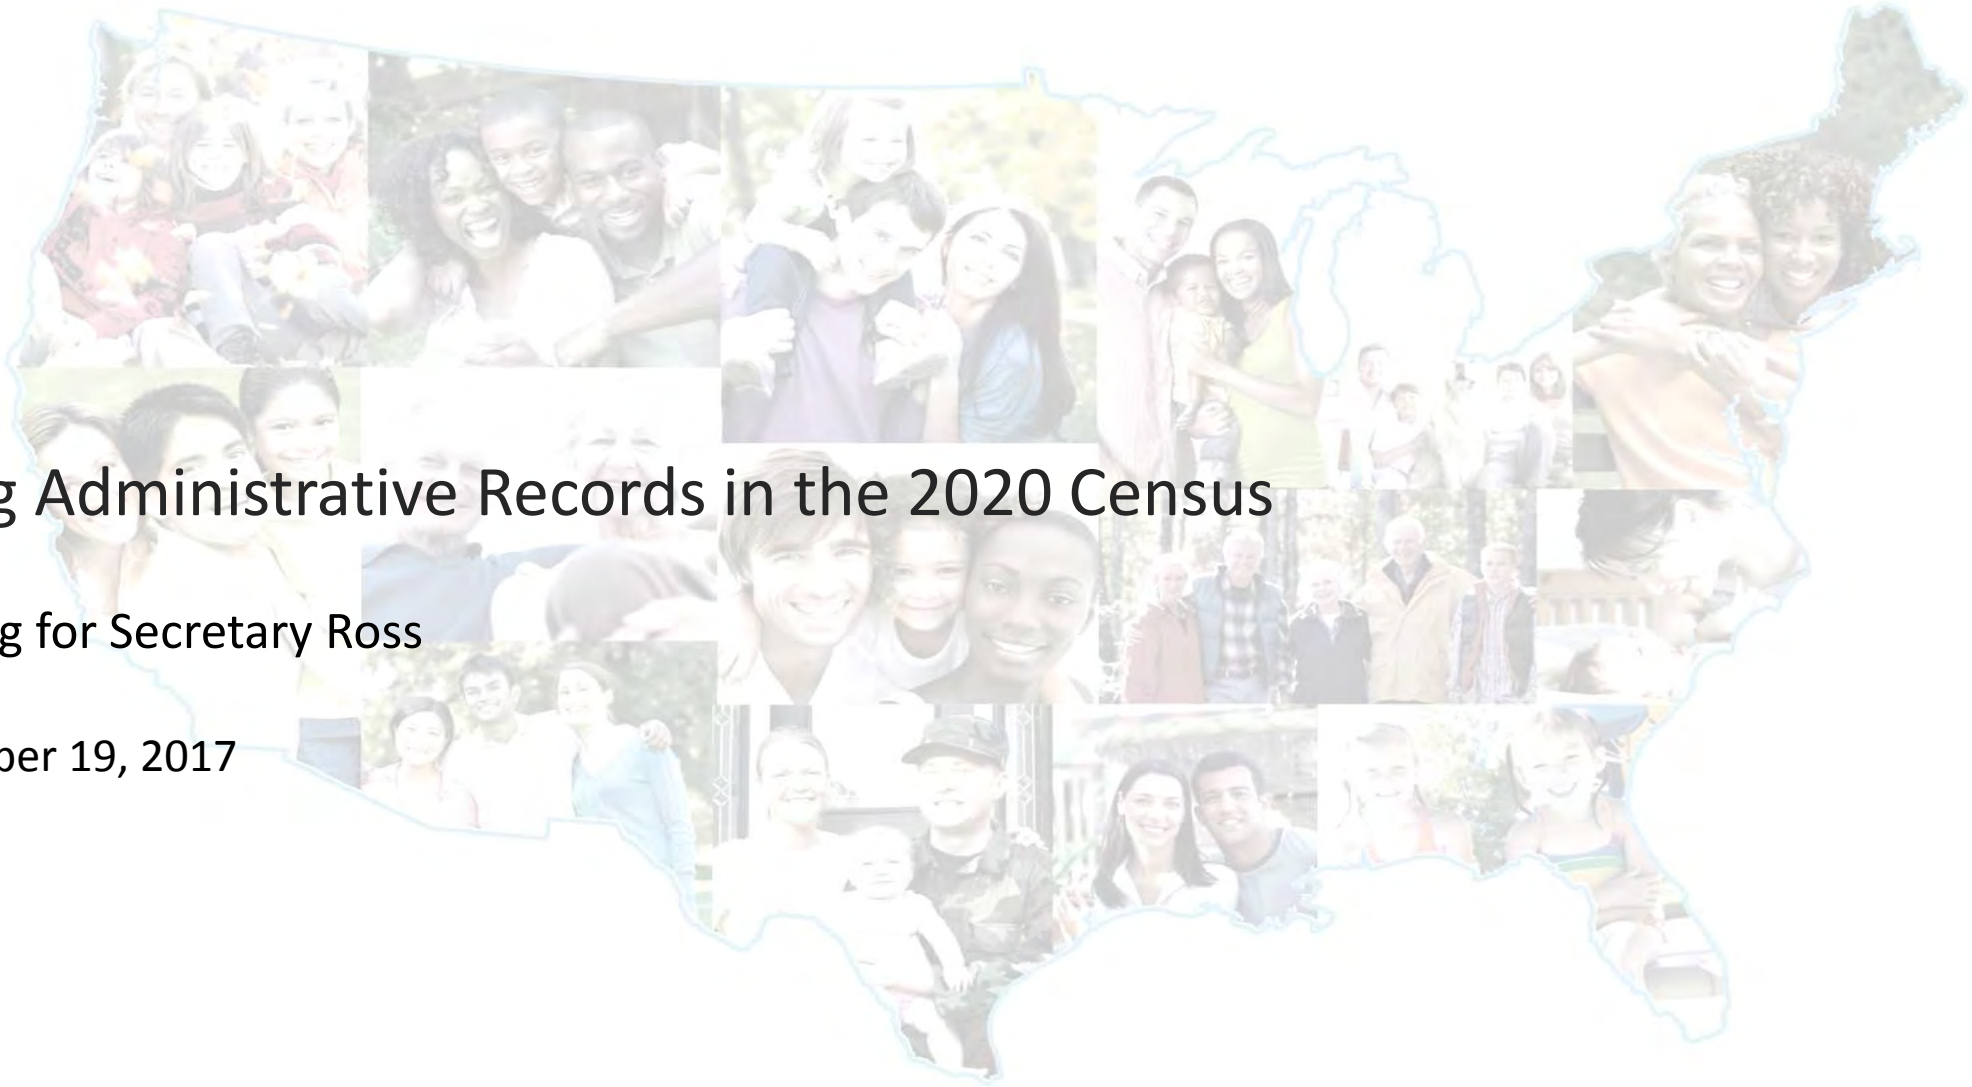 g Administrative Records in the 2020 Census
g for Secretary Ross
ber 19, 2017